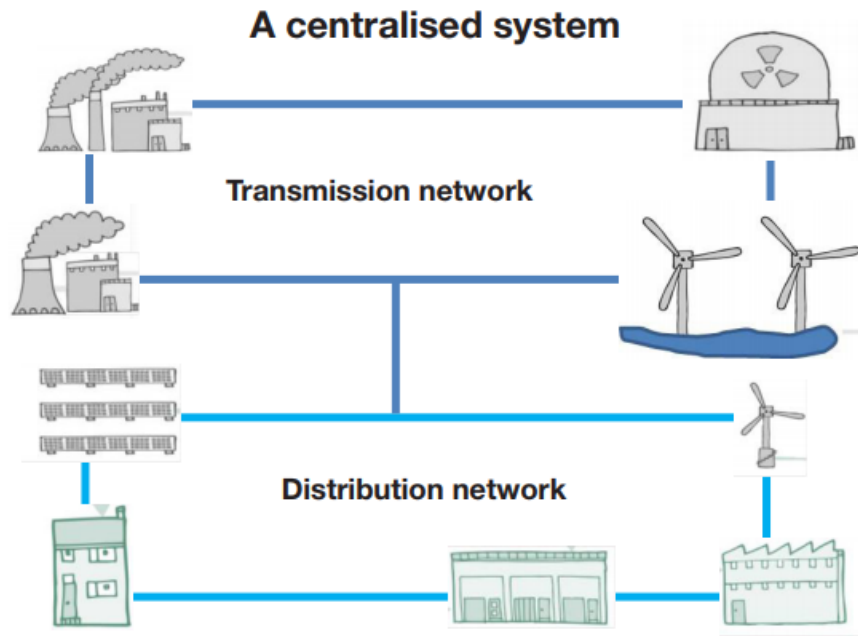 A centralised system
Transmission network
Distribution network